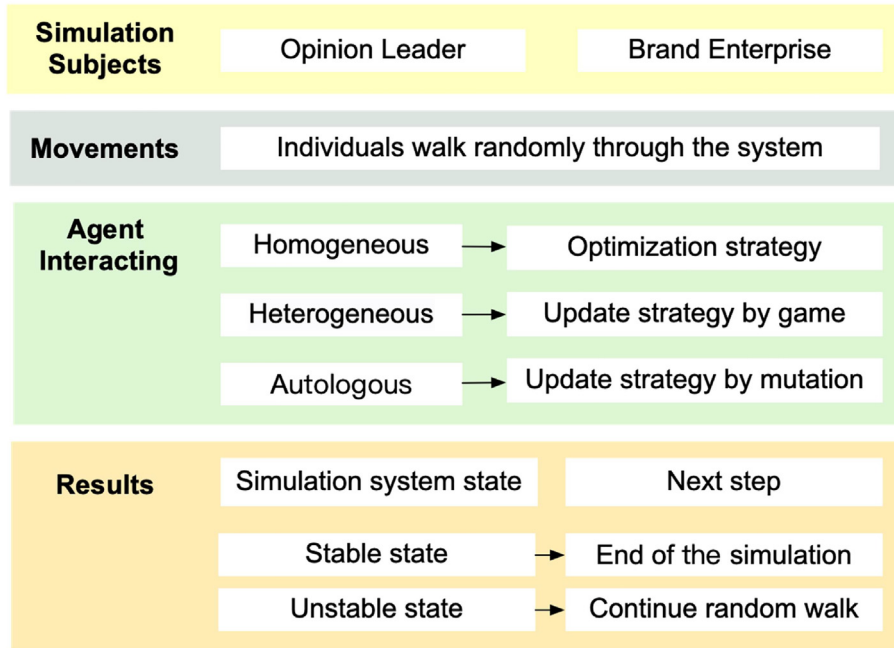 Simulation
Subjects
Opinion Leader
Brand Enterprise
Movements
Individuals walk randomly through the system
Agent
Interacting
Homogeneous
Optimization strategy
Heterogeneous
Update strategy by game
Autologous
Update strategy by mutation
Results
Simulation system state
Next step
Stable state
End of the simulation
Unstable state
Continue random walk